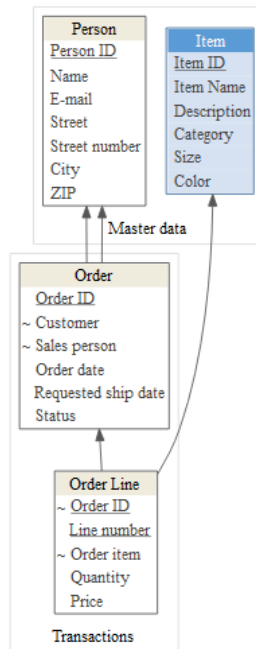 Person
Person ID
Name
E-mail
Street
Street number
City
ZIP
Item
Item ID
Item Name
Description
Category
Size
Color
Master data
Order
Order ID
~ Customer
~ Sales person
Order date
Requested ship date
Status
Order Line
~ Order ID
Line number
~ Order item
Quantity
Price
Transactions